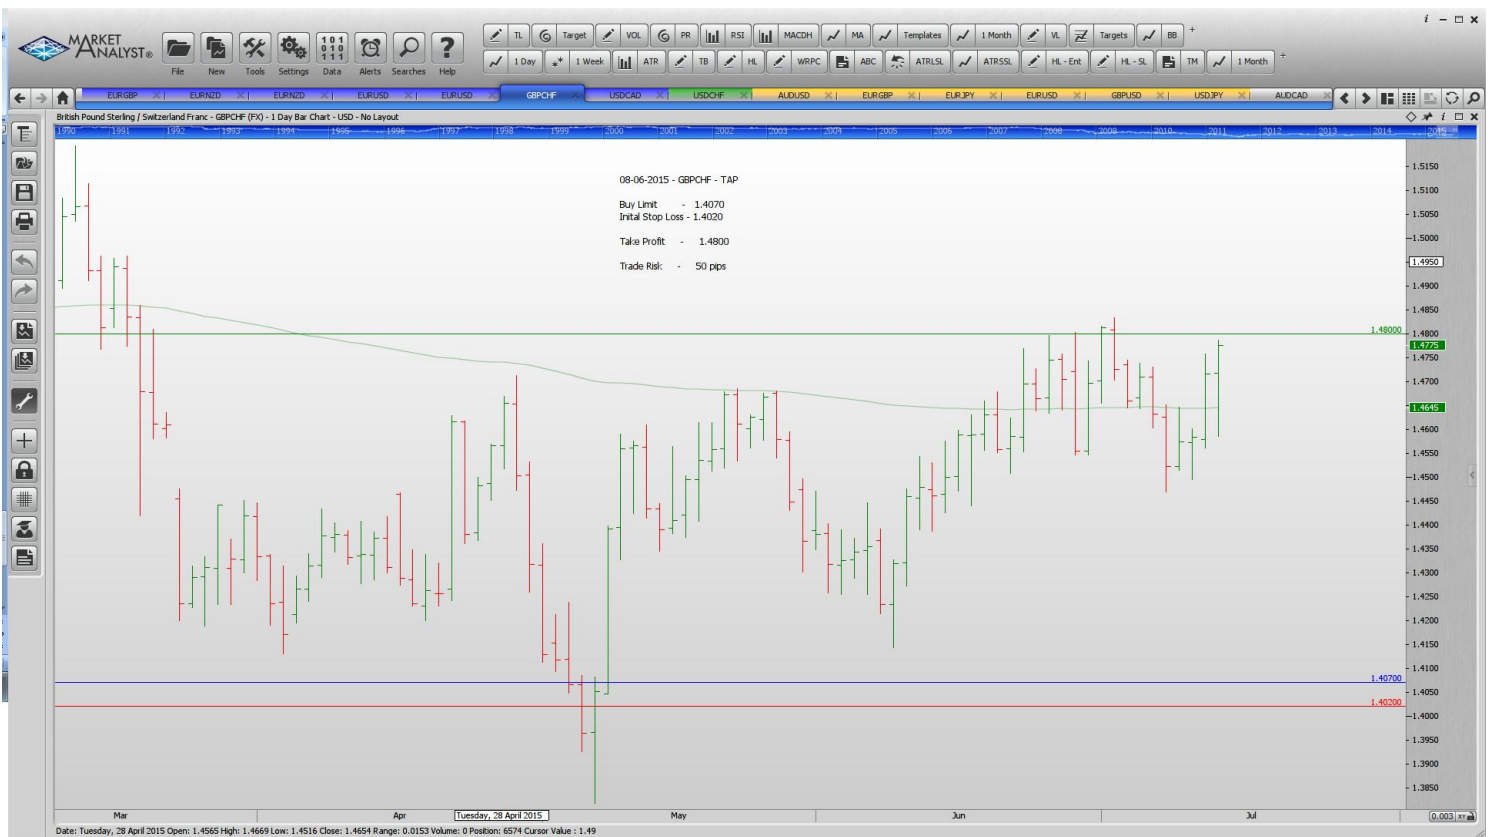 MARKET
ANALYST®
File New Tools Settings Data Alerts Searches Help
TL Target VOL PR RSI MACDH MA Templates 1 Month VL Targets BB
1 Day 1 Week ATR TB HL WRPC ABC ATRLSL ATRSSL HL - Ent HL - SL TM 1 Month
EURGBP EURNZD EURNZD EURUSD EURUSD GBPCHF USDCAD USDCHF AUDUSD EURGBP EURJPY EURUSD GBPUSD USDJPY AUDCAD
British Pound Sterling / Switzerland Franc - GBPCHF (FX) - 1 Day Bar Chart - USD - No Layout
1990 1991 1992 1993 1994 1995 1996 1997 1998 1999 2000 2001 2002 2003 2004 2005 2006 2007 2008 2009 2010 2011 2012 2013 2014 2015
08-06-2015 - GBPCHF - TAP
Buy Limit - 1.4070
Inital Stop Loss - 1.4020
Take Profit - 1.4800
Trade Risk - 50 pips
1.5150
1.5100
1.5050
1.5000
1.4950
1.4900
1.4850
1.48000
1.4800
1.4775
1.4750
1.4700
1.4645
1.4600
1.4550
1.4500
1.4450
1.4400
1.4350
1.4300
1.4250
1.4200
1.4150
1.4100
1.40700
1.4050
1.40200
1.4000
1.3950
1.3900
1.3850
Mar Apr Tuesday, 28 April 2015 May Jun Jul 0.003 XY
Date: Tuesday, 28 April 2015 Open: 1.4565 High: 1.4669 Low: 1.4516 Close: 1.4654 Range: 0.0153 Volume: 0 Position: 6574 Cursor Value : 1.49